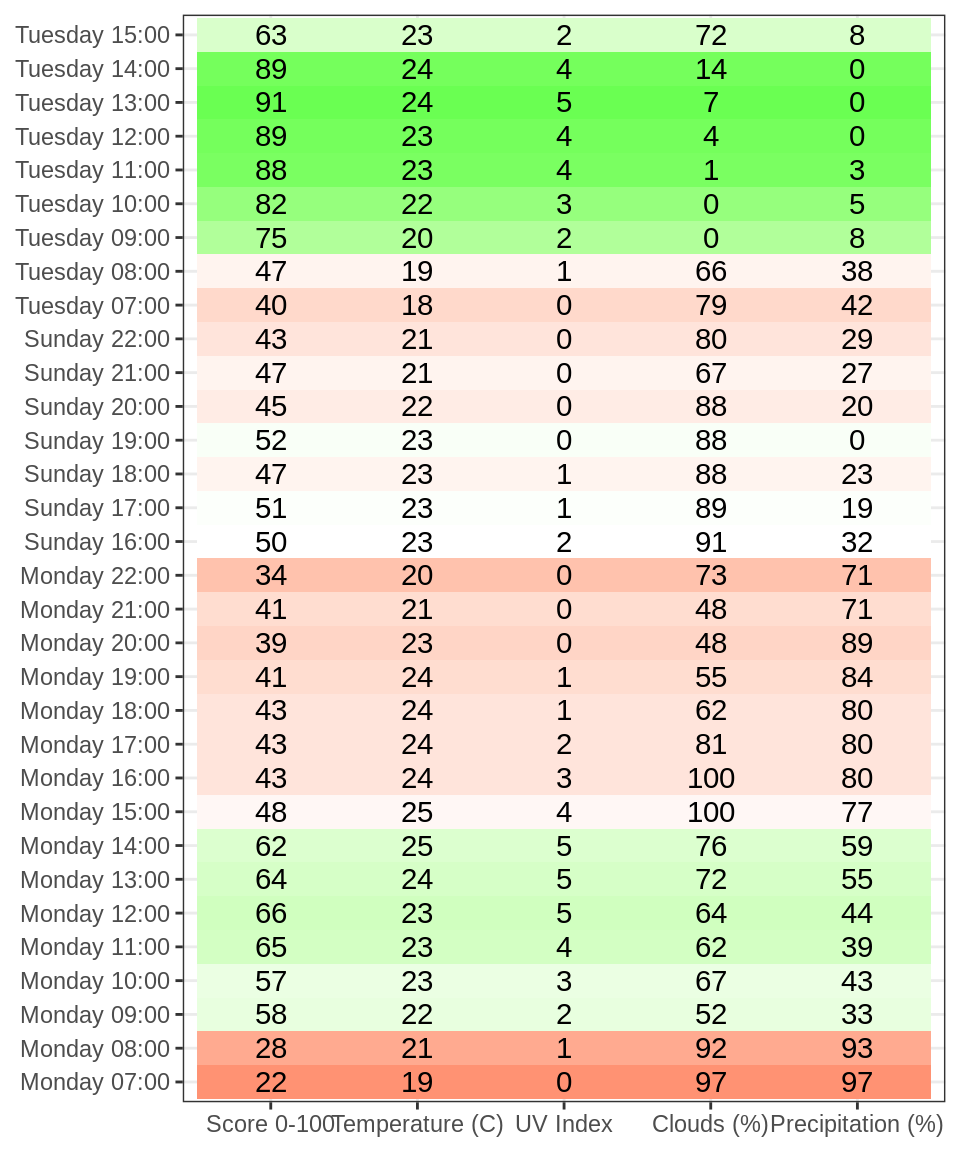 Tuesday 15:00 63 23 2 72 8
Tuesday 14:00 89 24 4 14 0
Tuesday 13:00 91 24 5 7 0
Tuesday 12:00 89 23 4 4 0
Tuesday 11:00 88 23 4 1 3
Tuesday 10:00 82 22 3 0 5
Tuesday 09:00 75 20 2 0 8
Tuesday 08:00 47 19 1 66 38
Tuesday 07:00 40 18 0 79 42
Sunday 22:00 43 21 0 80 29
Sunday 21:00 47 21 0 67 27
Sunday 20:00 45 22 0 88 20
Sunday 19:00 52 23 0 88 0
Sunday 18:00 47 23 1 88 23
Sunday 17:00 51 23 1 89 19
Sunday 16:00 50 23 2 91 32
Monday 22:00 34 20 0 73 71
Monday 21:00 41 21 0 48 71
Monday 20:00 39 23 0 48 89
Monday 19:00 41 24 1 55 84
Monday 18:00 43 24 1 62 80
Monday 17:00 43 24 2 81 80
Monday 16:00 43 24 3 100 80
Monday 15:00 48 25 4 100 77
Monday 14:00 62 25 5 76 59
Monday 13:00 64 24 5 72 55
Monday 12:00 66 23 5 64 44
Monday 11:00 65 23 4 62 39
Monday 10:00 57 23 3 67 43
Monday 09:00 58 22 2 52 33
Monday 08:00 28 21 1 92 93
Monday 07:00 22 19 0 97 97
Score 0-100 Temperature (C) UV Index Clouds (%) Precipitation (%)